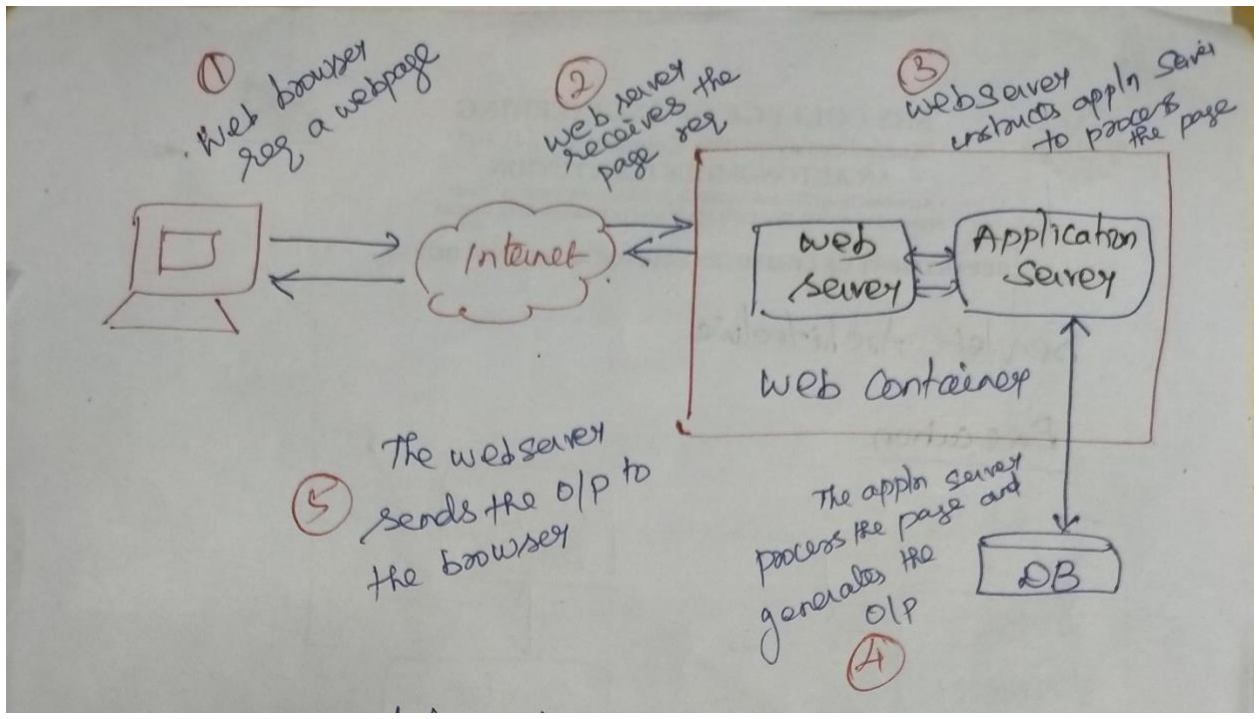 ①
web browser
req a webpage
②
web server
receives the
page req
③
webserver
instructs appln server
to process
the page
Internet
web
server
Application
server
web container
DB
The appln server
process the page and
generates the
O/P
④
⑤
The webserver
sends the O/P to
the browser